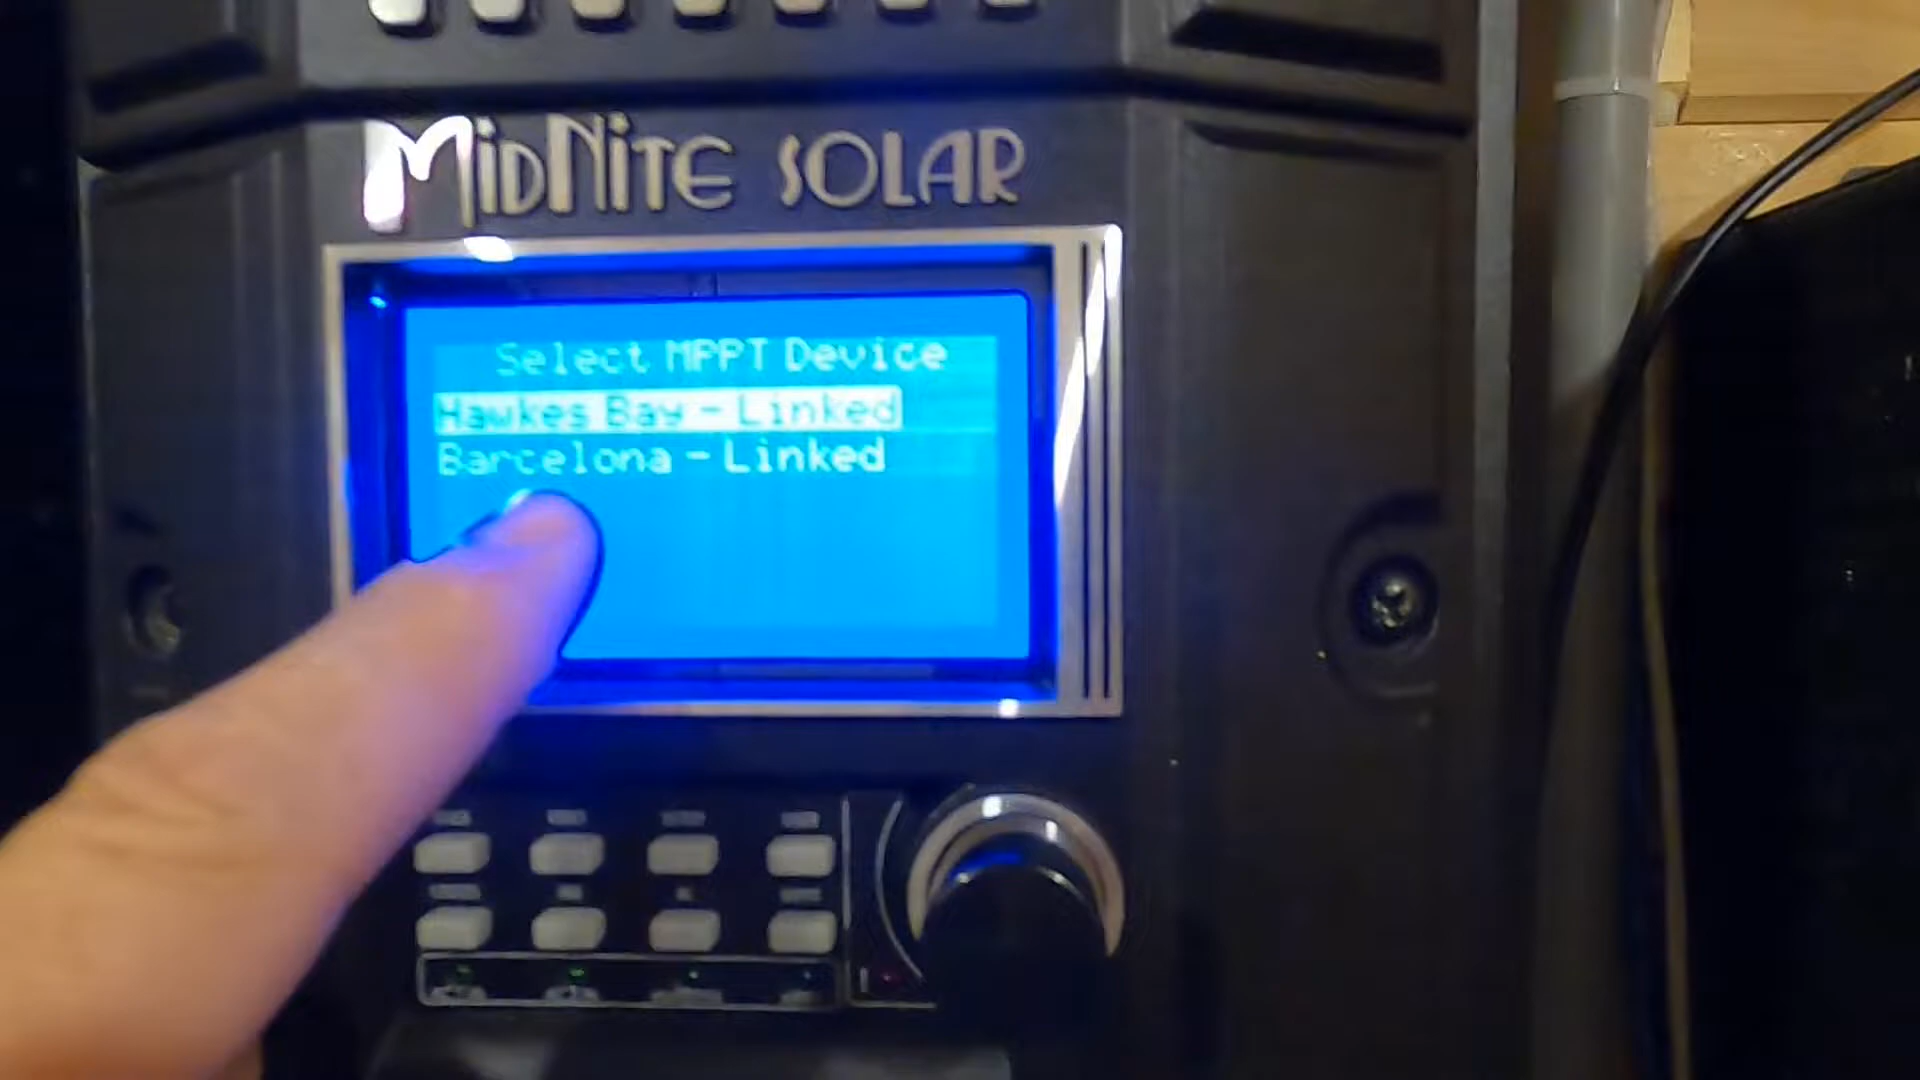 MidNite SOLAR
Select MPPT Device
Hawkes Bay - Linked
Barcelona - Linked